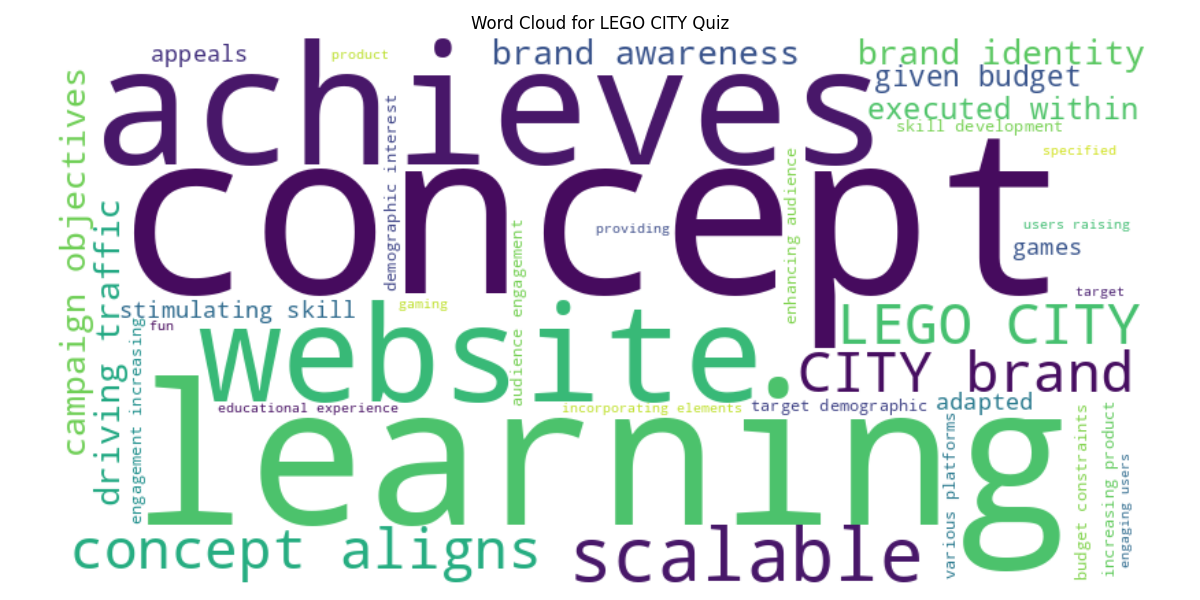 Word Cloud for LEGO CITY Quiz
appeals
product
brand awareness
brand identity
given budget
executed within
skill development
specified
achieves
concept
campaign objectives
driving traffic
demographic interest
enhancing audience
providing
users raising
games
target
stimulating skill
gaming
fun
audience engagement
engagement increasing
website
LEGO CITY
CITY brand
educational experience
incorporating elements
target demographic
adapted
learning
various platforms
budget constraints
increasing product
engaging users
concept aligns
scalable